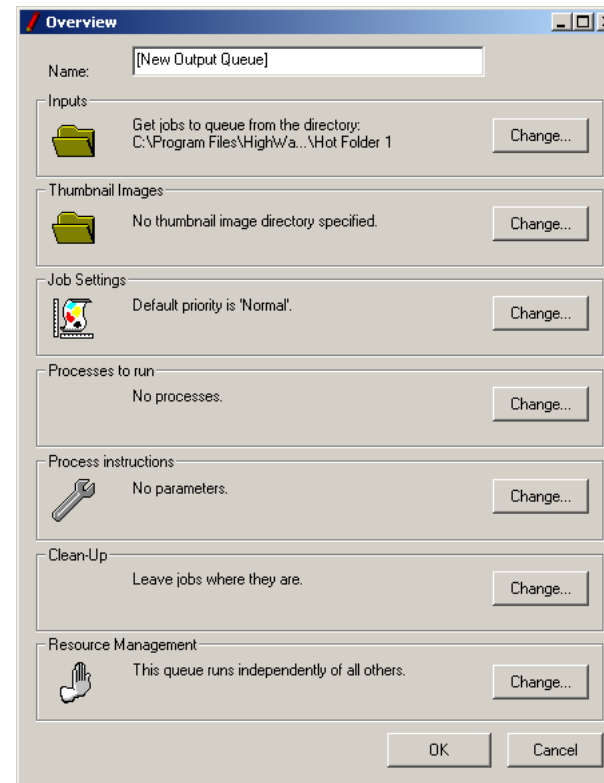 Overview
Name:
[New Output Queue]
Inputs
Get jobs to queue from the directory:
C:\Program Files\HighWa...\Hot Folder 1
Change...
Thumbnail Images
No thumbnail image directory specified.
Change...
Job Settings
Default priority is 'Normal'.
Change...
Processes to run
No processes.
Change...
Process instructions
No parameters.
Change...
Clean-Up
Leave jobs where they are.
Change...
Resource Management
This queue runs independently of all others.
Change...
OK
Cancel